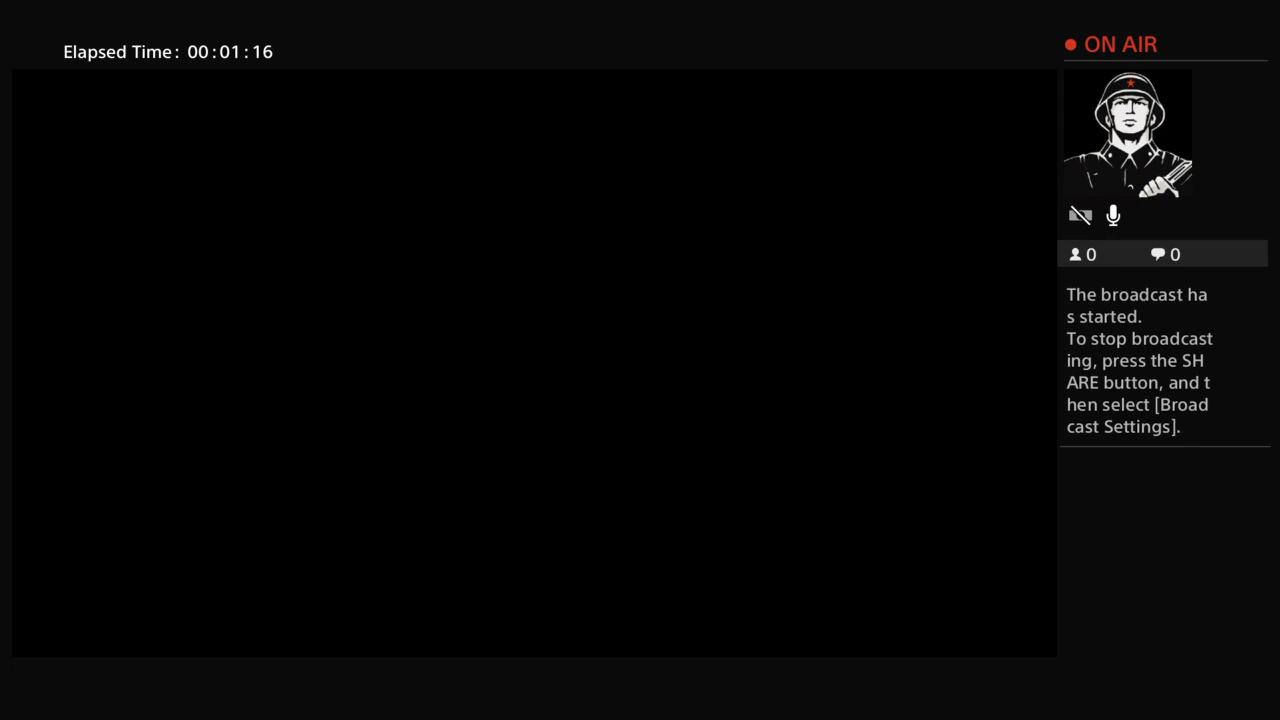 Elapsed Time: 00:01:16
ON AIR
0 0
The broadcast ha
s started.
To stop broadcast
ing, press the SH
ARE button, and t
hen select [Broad
cast Settings].